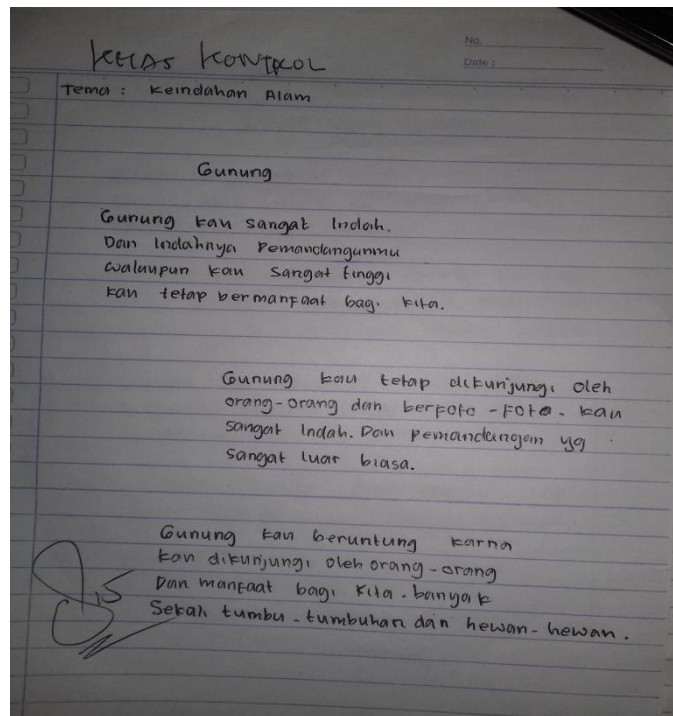 KELAS KONTROL
No.
Date :
Tema : Keindahan Alam
Gunung
Gunung kau sangat Indah.
Dan Indahnya Pemandanganmu
walaupun kau sangat tinggi
kau tetap bermanfaat bagi kita.
Gunung kau tetap dikunjungi oleh
orang-orang dan berfoto-foto. kau
sangat Indah. Dan pemandangan yg
sangat luar biasa.
Gunung kau beruntung karna
kau dikunjungi oleh orang-orang
Dan manfaat bagi kita. banyak
Sekali tumbu-tumbuhan dan hewan-hewan.